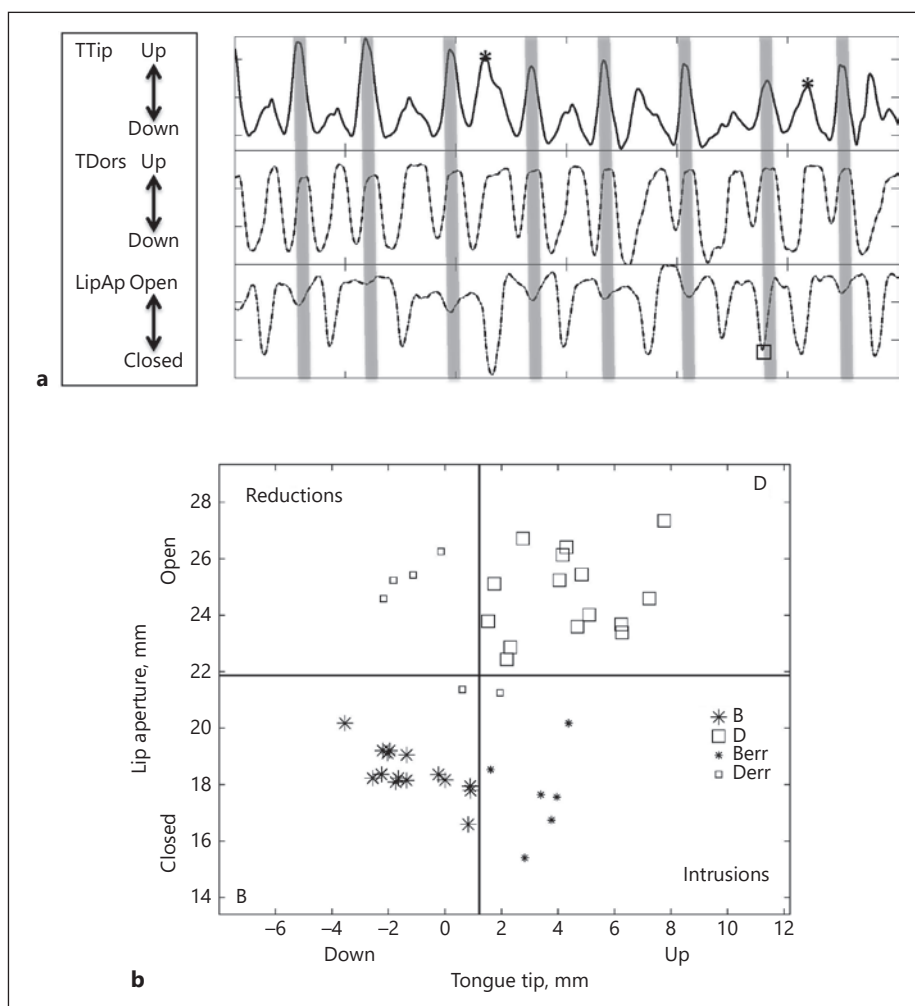 TTip Up
Down
TDors Up
Down
LipAp Open
Closed
a
28
26
24
22
20
18
16
14
Open
Lip aperture, mm
Closed
Reductions
D
B
D
Berr
Derr
B
Intrusions
–6 –4 –2 0 2 4 6 8 10 12
Down Up
Tongue tip, mm
b